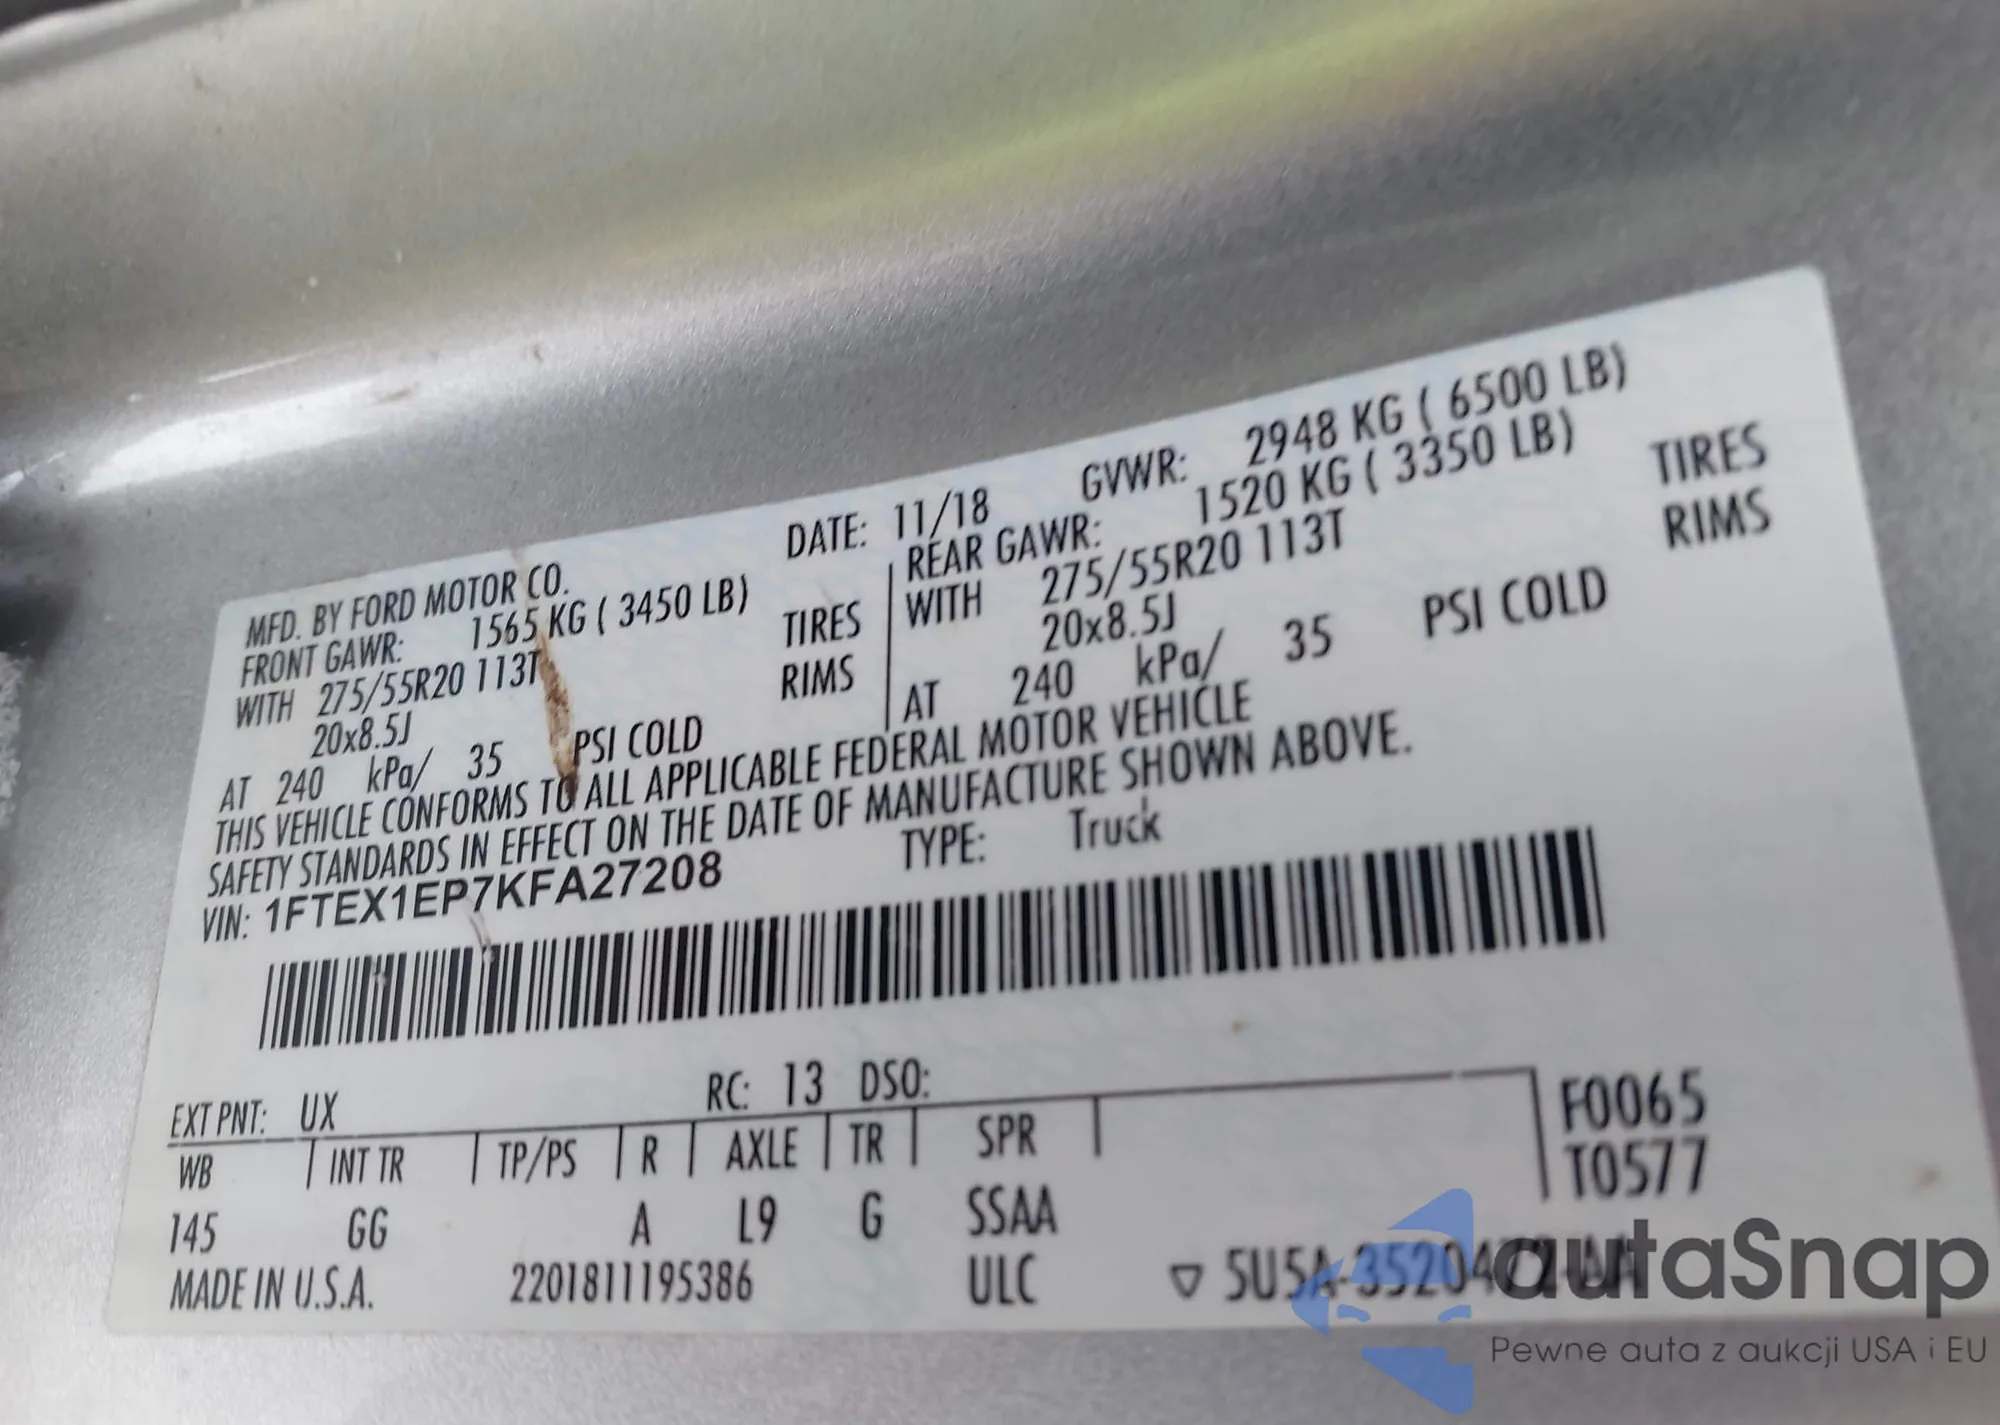 MFD. BY FORD MOTOR CO.
DATE: 11/18
GVWR: 2948 KG ( 6500 LB)
FRONT GAWR: 1565 KG ( 3450 LB)
WITH 275/55R20 113T TIRES
20x8.5J RIMS
AT 240 kPa/ 35 PSI COLD
REAR GAWR: 1520 KG ( 3350 LB)
WITH 275/55R20 113T TIRES
20x8.5J RIMS
AT 240 kPa/ 35 PSI COLD
THIS VEHICLE CONFORMS TO ALL APPLICABLE FEDERAL MOTOR VEHICLE
SAFETY STANDARDS IN EFFECT ON THE DATE OF MANUFACTURE SHOWN ABOVE.
VIN: 1FTEX1EP7KFA27208 TYPE: Truck
EXT PNT: UX RC: 13 DSO:
F0065
WB INT TR TP/PS R AXLE TR SPR
T0577
145 GG A L9 G SSAA
MADE IN U.S.A. 2201811195386 ULC ▽ 5U5A-3520472-AA
autaSnap
Pewne auta z aukcji USA i EU